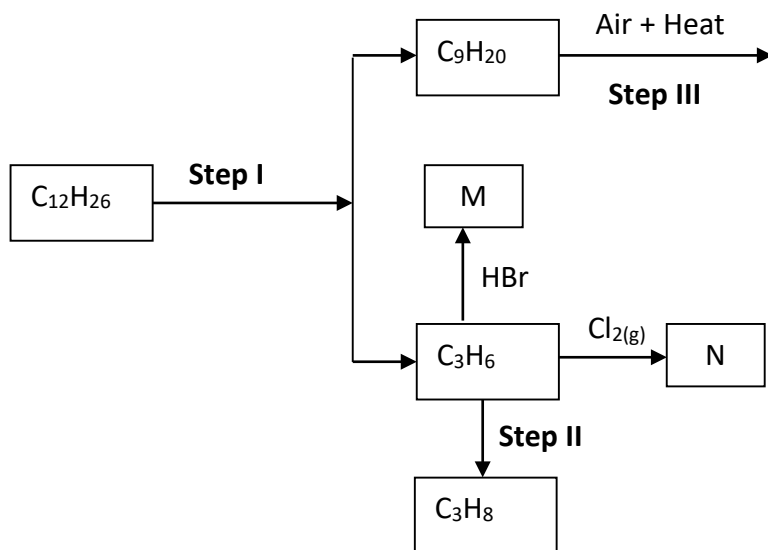 C₉H₂₀
Air + Heat
Step III
C₁₂H₂₆
Step I
M
HBr
C₃H₆
Cl₂₍g₎
N
Step II
C₃H₈